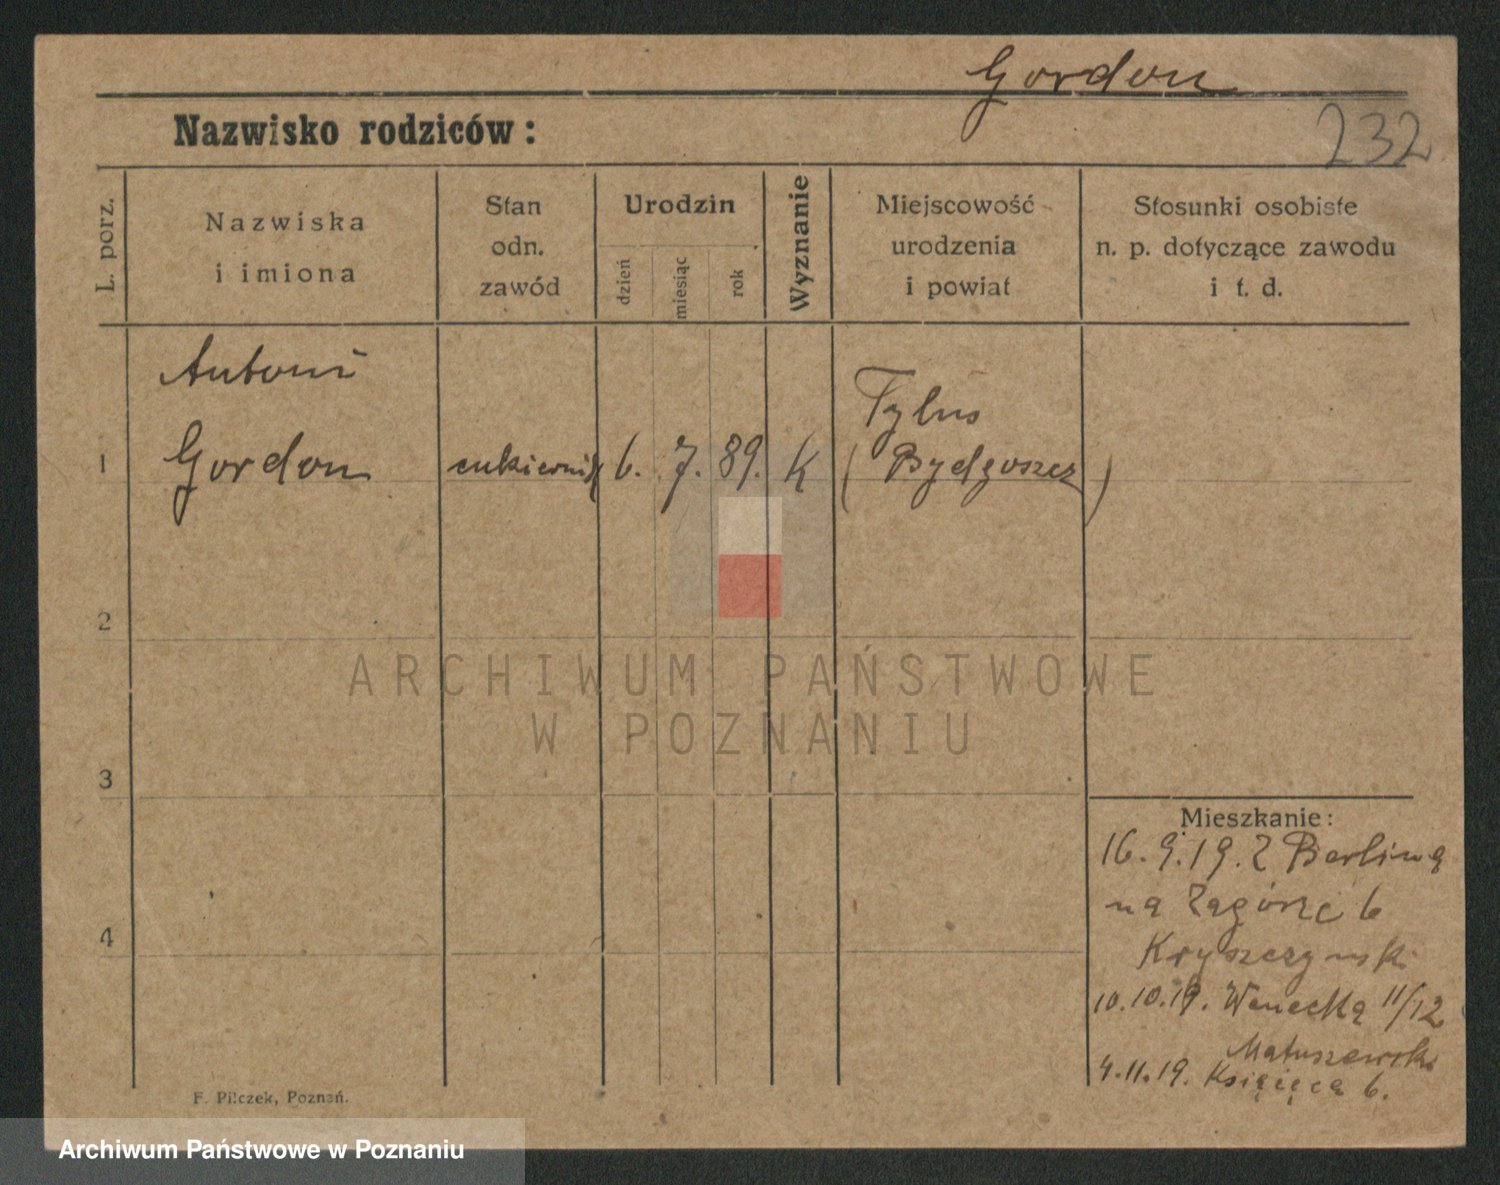 Gordon
Nazwisko rodziców:
232
L. porz.
Nazwiska
i imiona
Stan
odn.
zawód
Urodzin
dzień
miesiąc
rok
Wyznanie
Miejscowość
urodzenia
i powiat
Stosunki osobiste
n. p. dotyczące zawodu
i t. d.
Antoni
1 Gordon cukiernik 6. 7. 89. K
(Bydgoszcz)
2
3
4
ARCHIWUM PAŃSTWOWE
W POZNANIU
Mieszkanie:
16.9.19. Z Berlina
na Zagórze 6
Kryszczynski
10.10.19. Wenecka 11/12
Matuszewski
4.11.19. Książęca 6.
F. Pilczek, Poznań.
Archiwum Państwowe w Poznaniu